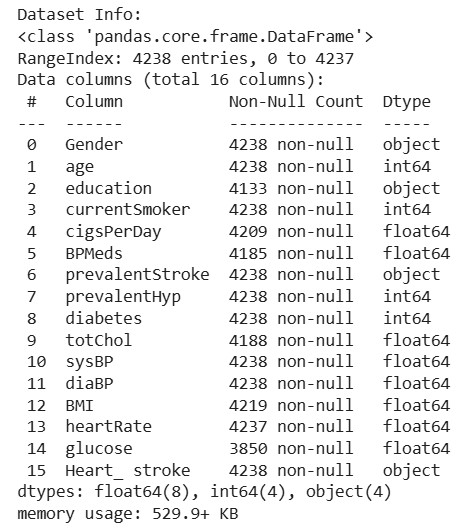 Dataset Info:
<class 'pandas.core.frame.DataFrame'>
RangeIndex: 4238 entries, 0 to 4237
Data columns (total 16 columns):
 #   Column           Non-Null Count  Dtype
---  ------           --------------  -----
 0   Gender           4238 non-null   object
 1   age              4238 non-null   int64
 2   education        4133 non-null   object
 3   currentSmoker    4238 non-null   int64
 4   cigsPerDay       4209 non-null   float64
 5   BPMeds           4185 non-null   float64
 6   prevalentStroke  4238 non-null   object
 7   prevalentHyp     4238 non-null   int64
 8   diabetes         4238 non-null   int64
 9   totChol          4188 non-null   float64
 10  sysBP            4238 non-null   float64
 11  diaBP            4238 non-null   float64
 12  BMI              4219 non-null   float64
 13  heartRate        4237 non-null   float64
 14  glucose          3850 non-null   float64
 15  Heart_ stroke    4238 non-null   object
dtypes: float64(8), int64(4), object(4)
memory usage: 529.9+ KB